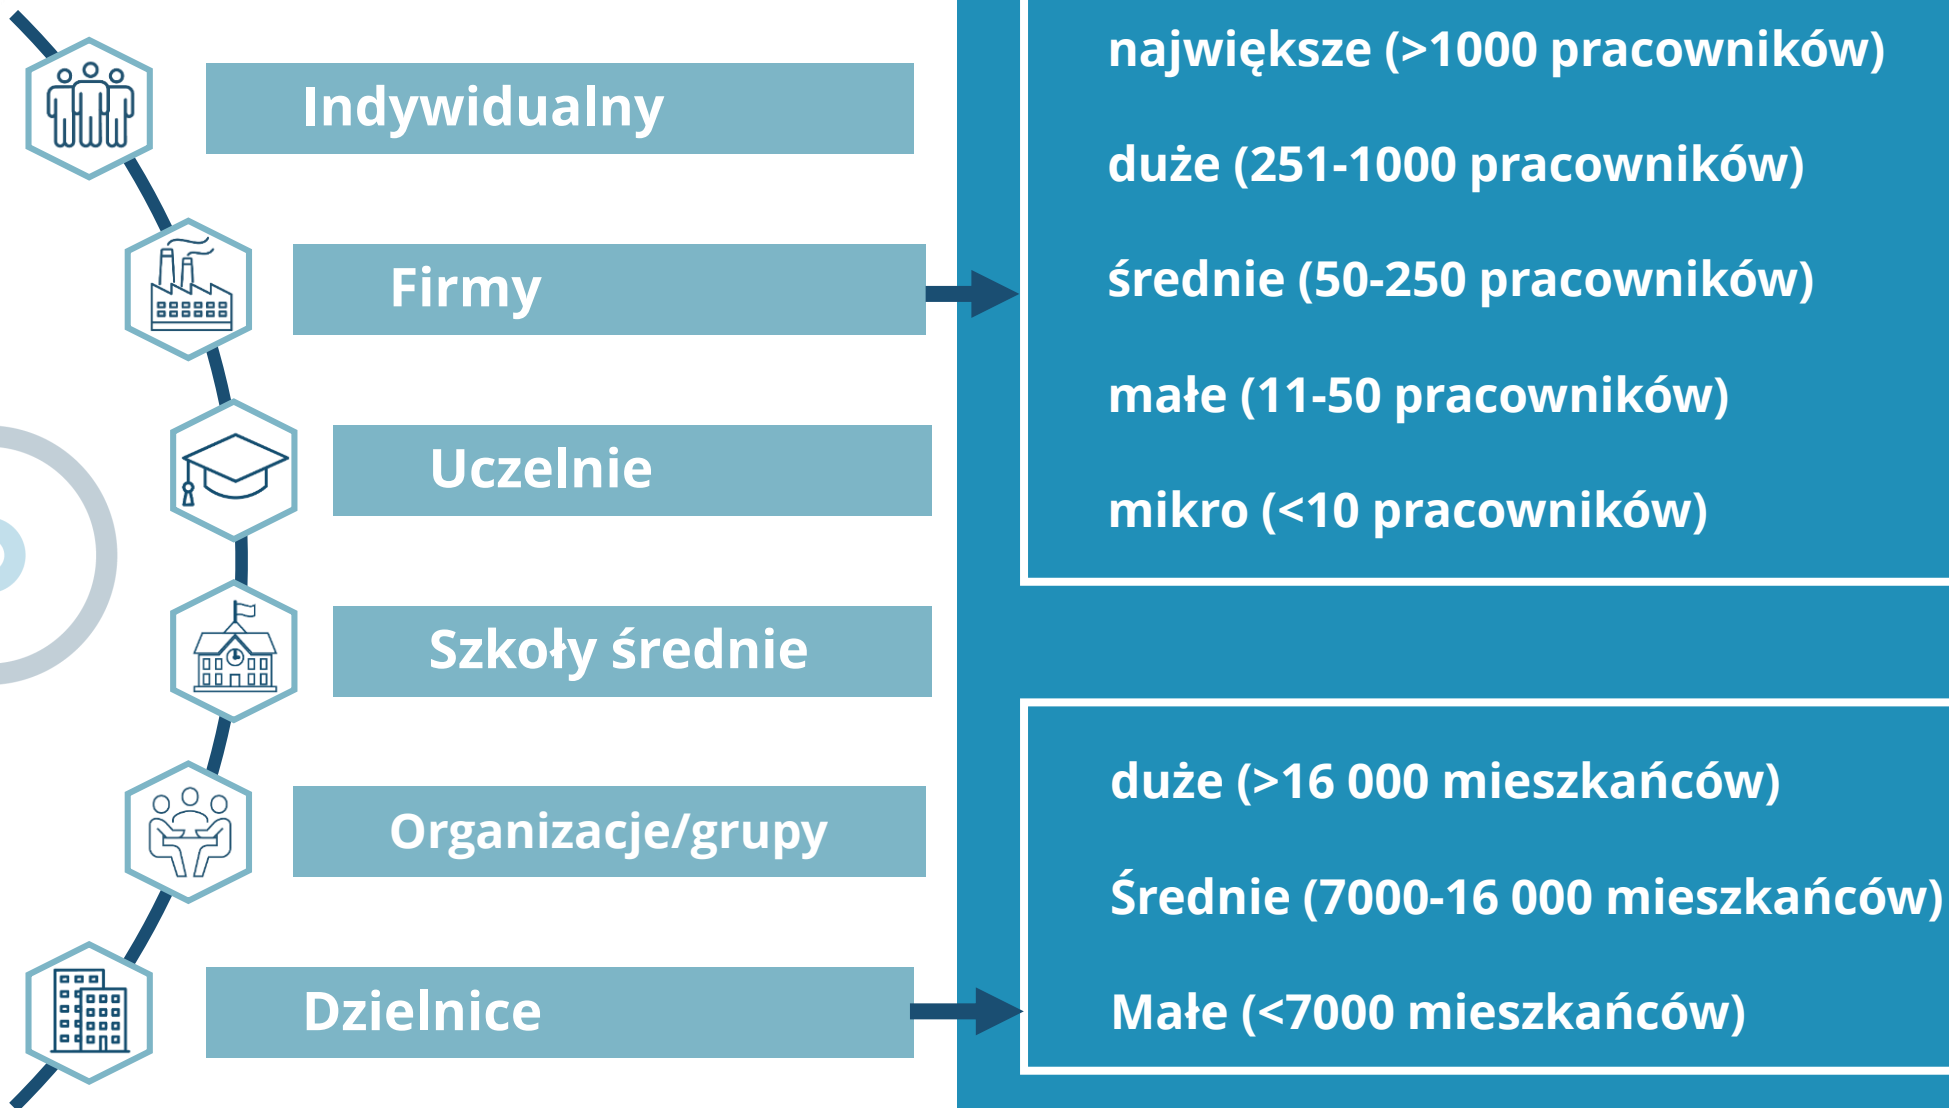 Indywidualny
Firmy
Uczelnie
Szkoły średnie
Organizacje/grupy
Dzielnice
największe (>1000 pracowników)
duże (251-1000 pracowników)
średnie (50-250 pracowników)
małe (11-50 pracowników)
mikro (<10 pracowników)
duże (>16 000 mieszkańców)
Średnie (7000-16 000 mieszkańców)
Małe (<7000 mieszkańców)